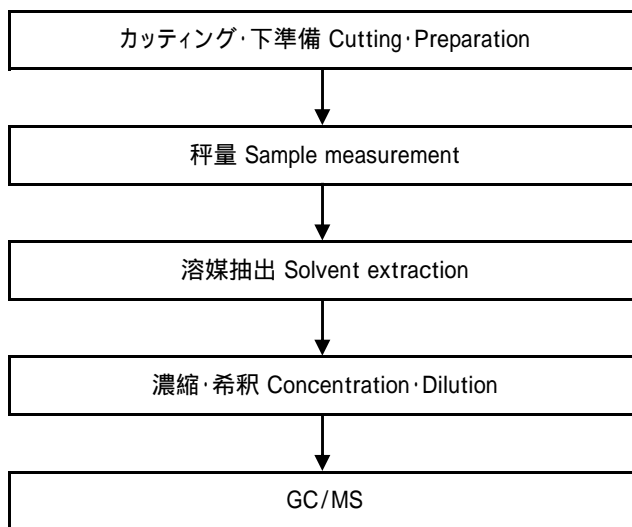 カッティング･下準備 Cutting･Preparation
秤量 Sample measurement
溶媒抽出 Solvent extraction
濃縮･希釈 Concentration･Dilution
GC/MS